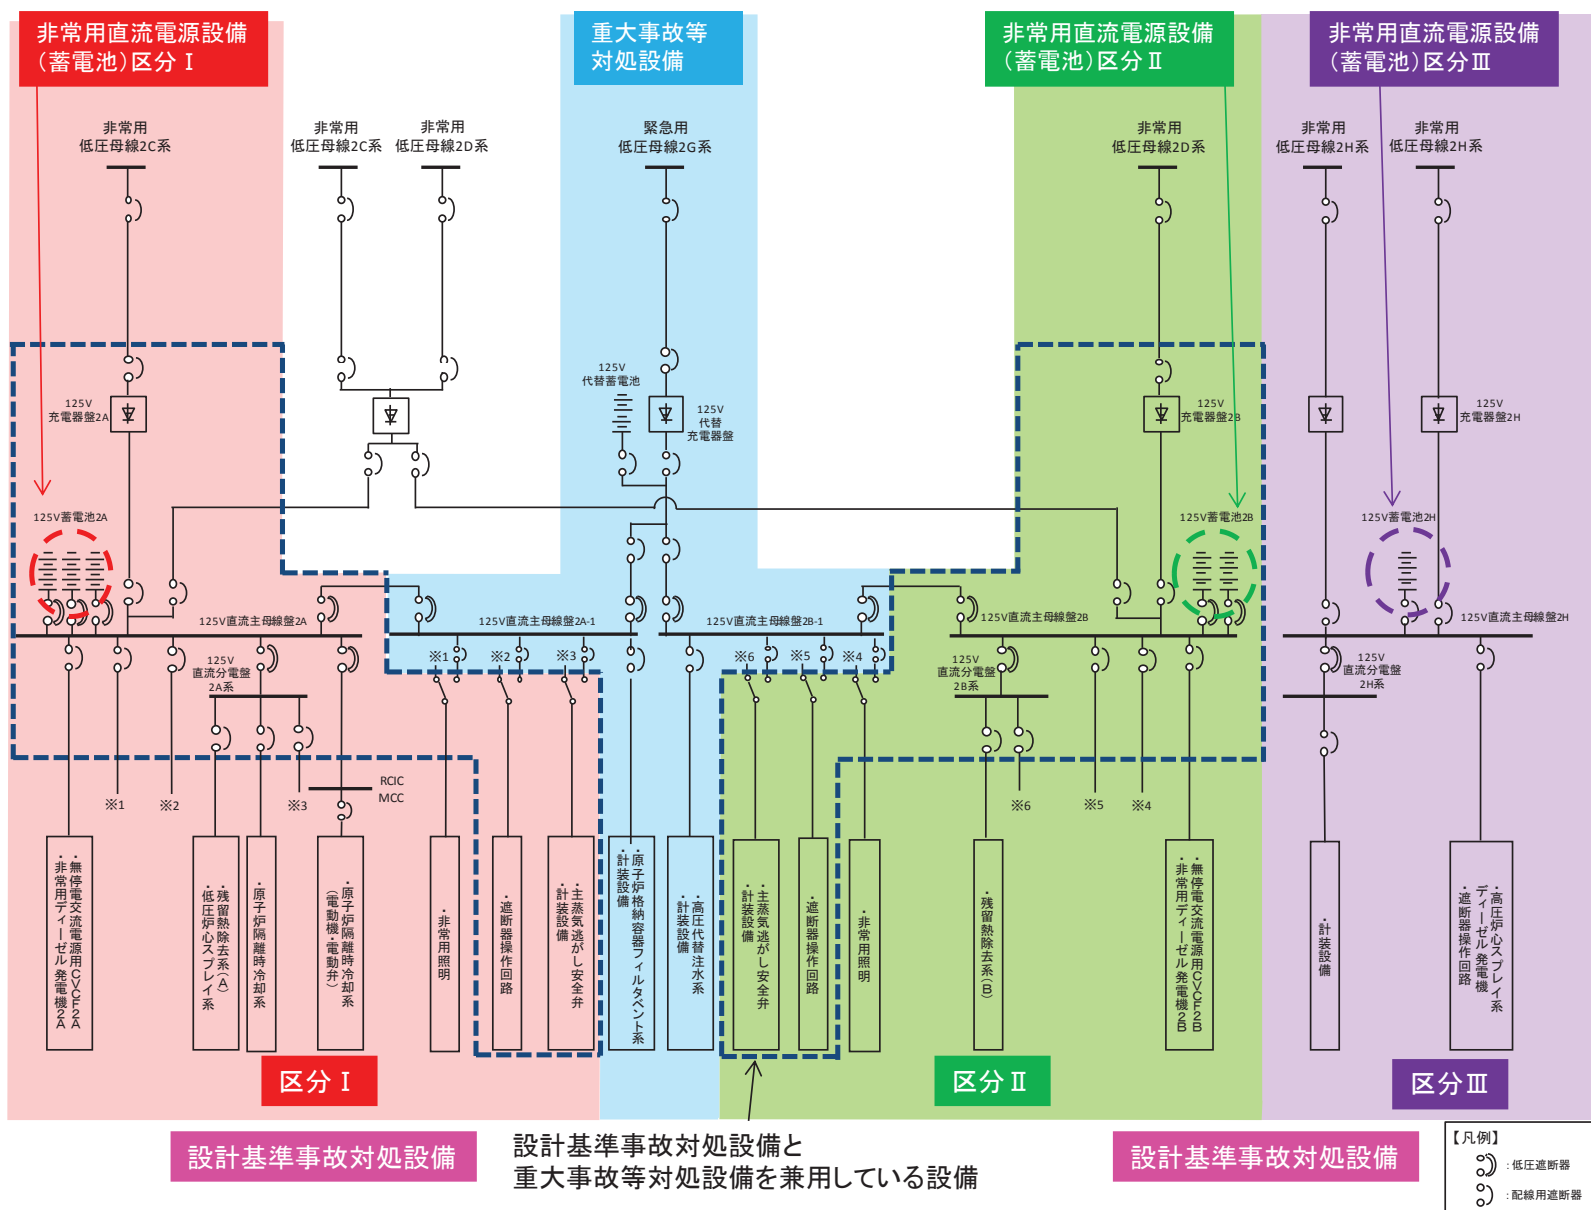 非常用直流電源設備
(蓄電池)区分Ⅰ
重大事故等
対処設備
非常用直流電源設備
(蓄電池)区分Ⅱ
非常用直流電源設備
(蓄電池)区分Ⅲ
非常用
低圧母線2C系
非常用
低圧母線2C系
非常用
低圧母線2D系
緊急用
低圧母線2G系
非常用
低圧母線2D系
非常用
低圧母線2H系
非常用
低圧母線2H系
125V
充電器盤2A
125V
代替蓄電池
125V
代替
充電器盤
125V
充電器盤2B
125V
充電器盤2H
125V蓄電池2A
125V蓄電池2B
125V蓄電池2H
125V直流主母線盤2A
125V直流主母線盤2A-1
125V直流主母線盤2B-1
125V直流主母線盤2B
125V直流主母線盤2H
125V
直流分電盤
2A系
※1
※2
※3
※6
※5
※4
125V
直流分電盤
2B系
125V
直流分電盤
2H系
※1
※2
※3
RCIC
MCC
※6
※5
※4
・無停電交流電源用CVCF2A
・非常用ディーゼル発電機2A
・残留熱除去系(A)
・低圧炉心スプレイ系
・原子炉隔離時冷却系
・原子炉隔離時冷却系
(電動機・電動弁)
・非常用照明
・遮断器操作回路
・主蒸気逃がし安全弁
・計装設備
・原子炉格納容器フィルタベント系
・計装設備
・高圧代替注水系
・計装設備
・主蒸気逃がし安全弁
・計装設備
・遮断器操作回路
・非常用照明
・残留熱除去系(B)
・無停電交流電源用CVCF2B
・非常用ディーゼル発電機2B
・計装設備
・高圧炉心スプレイ系
ディーゼル発電機
・遮断器操作回路
区分Ⅰ
区分Ⅱ
区分Ⅲ
設計基準事故対処設備
設計基準事故対処設備と
重大事故等対処設備を兼用している設備
設計基準事故対処設備
【凡例】
:低圧遮断器
:配線用遮断器